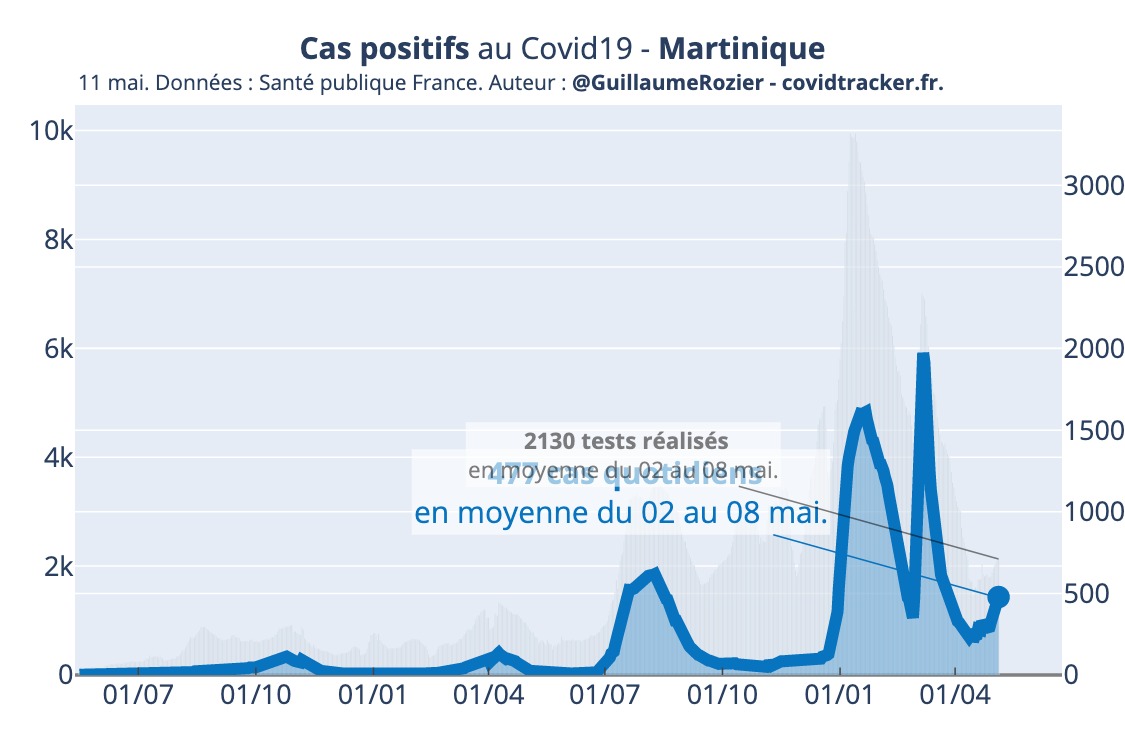 Cas positifs au Covid19 - Martinique
11 mai. Données : Santé publique France. Auteur : @GuillaumeRozier - covidtracker.fr.
10k
8k
6k
4k
2k
0
3000
2500
2000
1500
1000
500
0
2130 tests réalisés
en moyenne du 02 au 08 mai.
477 cas quotidiens
en moyenne du 02 au 08 mai.
01/07 01/10 01/01 01/04 01/07 01/10 01/01 01/04